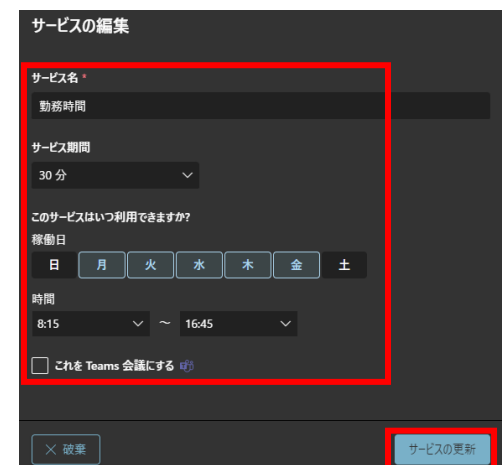 サービスの編集
サービス名 *
勤務時間
サービス期間
30 分
このサービスはいつ利用できますか?
稼働日
日 月 火 水 木 金 土
時間
8:15 ～ 16:45
これを Teams 会議にする
破棄 サービスの更新